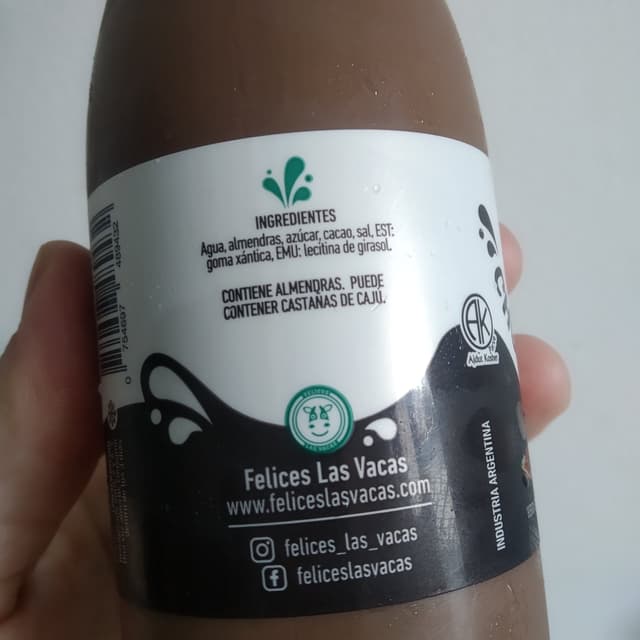 INGREDIENTES
Agua, almendras, azúcar, cacao, sal, EST:
goma xántica, EMU: lecitina de girasol.
CONTIENE ALMENDRAS. PUEDE
CONTENER CASTAÑAS DE CAJU.
AK
Ajdut Kosher
FELICES
LAS VACAS
Felices Las Vacas
www.feliceslasvacas.com
felices_las_vacas
feliceslasvacas
INDUSTRIA ARGENTINA